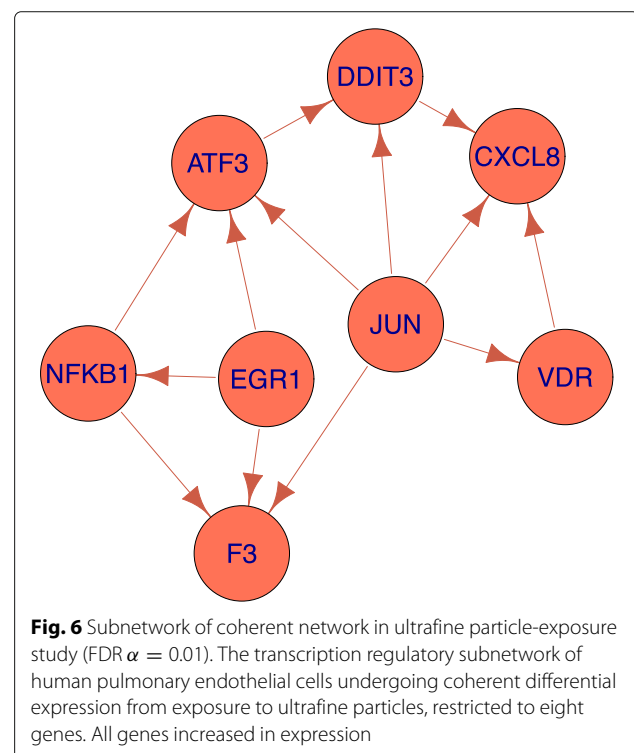 DDIT3
CXCL8
ATF3
JUN
NFKB1
EGR1
VDR
F3
Fig. 6 Subnetwork of coherent network in ultrafine particle-exposure
study (FDR α = 0.01). The transcription regulatory subnetwork of
human pulmonary endothelial cells undergoing coherent differential
expression from exposure to ultrafine particles, restricted to eight
genes. All genes increased in expression